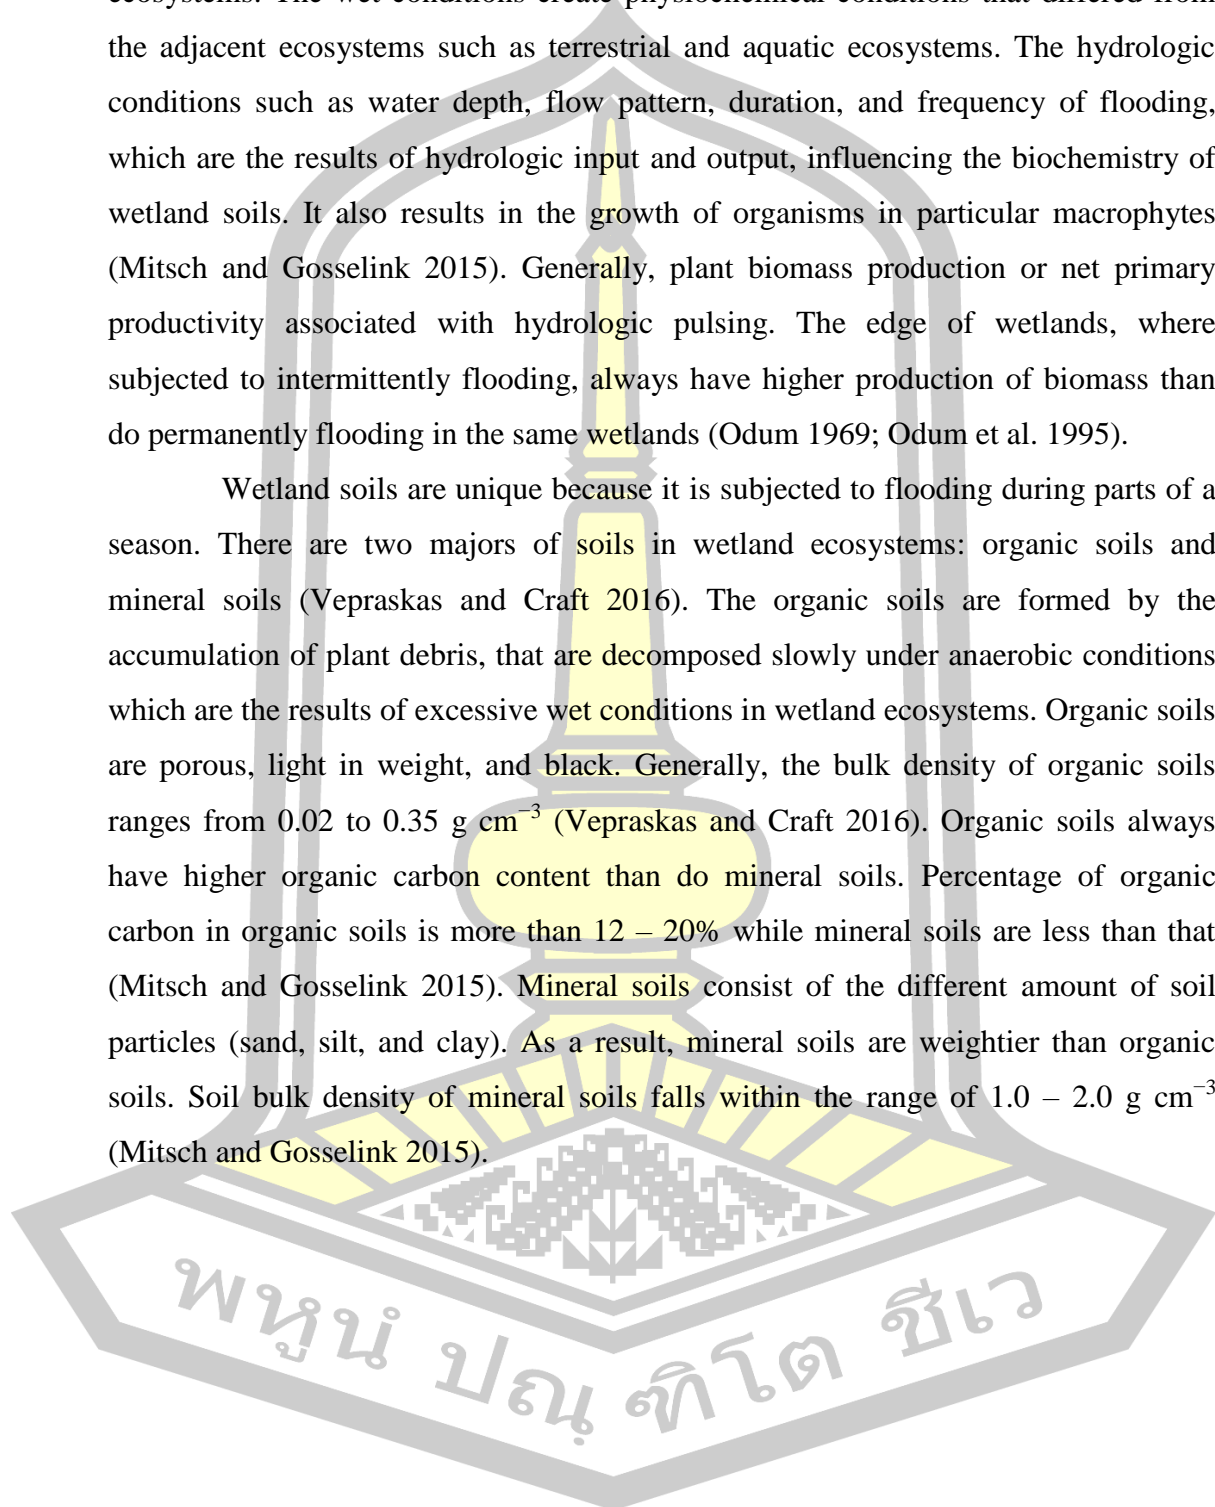 ecosystems. The wet conditions create physiochemical conditions that differed from
the adjacent ecosystems such as terrestrial and aquatic ecosystems. The hydrologic
conditions such as water depth, flow pattern, duration, and frequency of flooding,
which are the results of hydrologic input and output, influencing the biochemistry of
wetland soils. It also results in the growth of organisms in particular macrophytes
(Mitsch and Gosselink 2015). Generally, plant biomass production or net primary
productivity associated with hydrologic pulsing. The edge of wetlands, where
subjected to intermittently flooding, always have higher production of biomass than
do permanently flooding in the same wetlands (Odum 1969; Odum et al. 1995).
Wetland soils are unique because it is subjected to flooding during parts of a
season. There are two majors of soils in wetland ecosystems: organic soils and
mineral soils (Vepraskas and Craft 2016). The organic soils are formed by the
accumulation of plant debris, that are decomposed slowly under anaerobic conditions
which are the results of excessive wet conditions in wetland ecosystems. Organic soils
are porous, light in weight, and black. Generally, the bulk density of organic soils
ranges from 0.02 to 0.35 g cm⁻³ (Vepraskas and Craft 2016). Organic soils always
have higher organic carbon content than do mineral soils. Percentage of organic
carbon in organic soils is more than 12 – 20% while mineral soils are less than that
(Mitsch and Gosselink 2015). Mineral soils consist of the different amount of soil
particles (sand, silt, and clay). As a result, mineral soils are weightier than organic
soils. Soil bulk density of mineral soils falls within the range of 1.0 – 2.0 g cm⁻³
(Mitsch and Gosselink 2015).
พหูนํ ปณฺฑิโต ชีเว